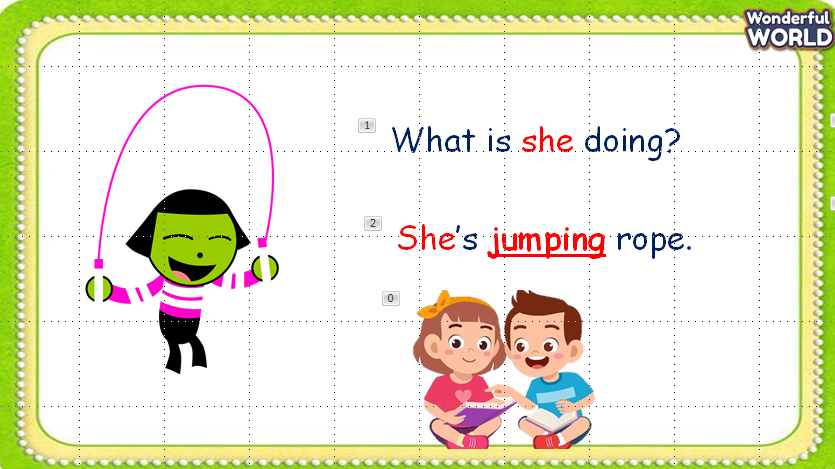 Wonderful
WORLD
1
What is she doing?
2
She's jumping rope.
0